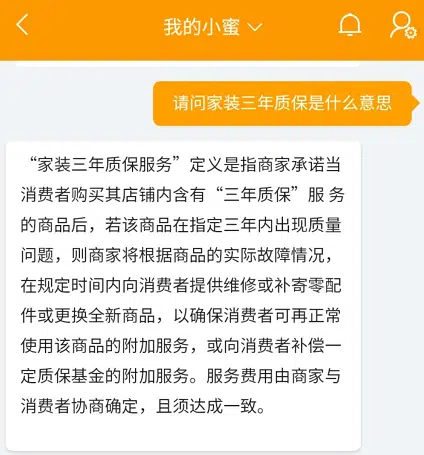 我的小蜜
请问家装三年质保是什么意思
“家装三年质保服务”定义是指商家承诺当
消费者购买其店铺内含有“三年质保”服 务
的商品后，若该商品在指定三年内出现质量
问题，则商家将根据商品的实际故障情况，
在规定时间内向消费者提供维修或补寄零配
件或更换全新商品，以确保消费者可再正常
使用该商品的附加服务，或向消费者补偿一
定质保基金的附加服务。服务费用由商家与
消费者协商确定，且须达成一致。